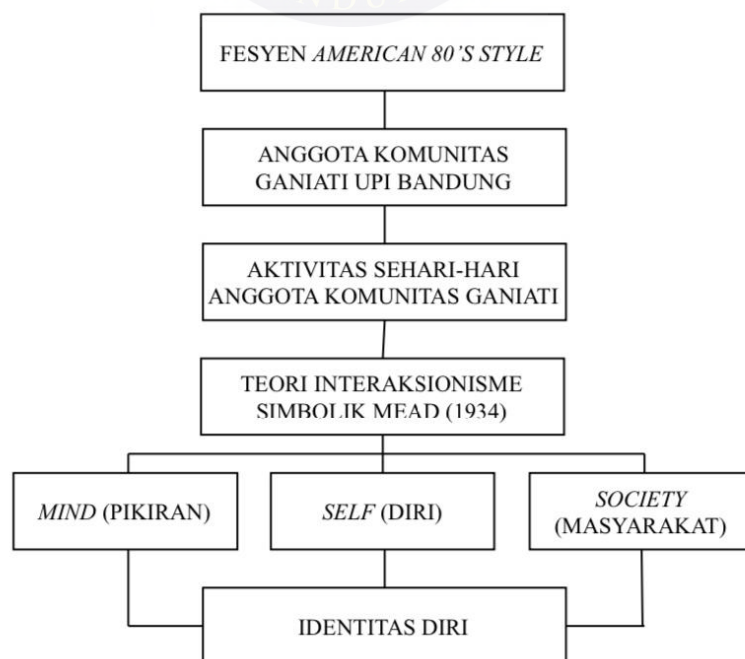 FESYEN AMERICAN 80'S STYLE
ANGGOTA KOMUNITAS
GANIATI UPI BANDUNG
AKTIVITAS SEHARI-HARI
ANGGOTA KOMUNITAS GANIATI
TEORI INTERAKSIONISME
SIMBOLIK MEAD (1934)
MIND (PIKIRAN)
SELF (DIRI)
SOCIETY
(MASYARAKAT)
IDENTITAS DIRI